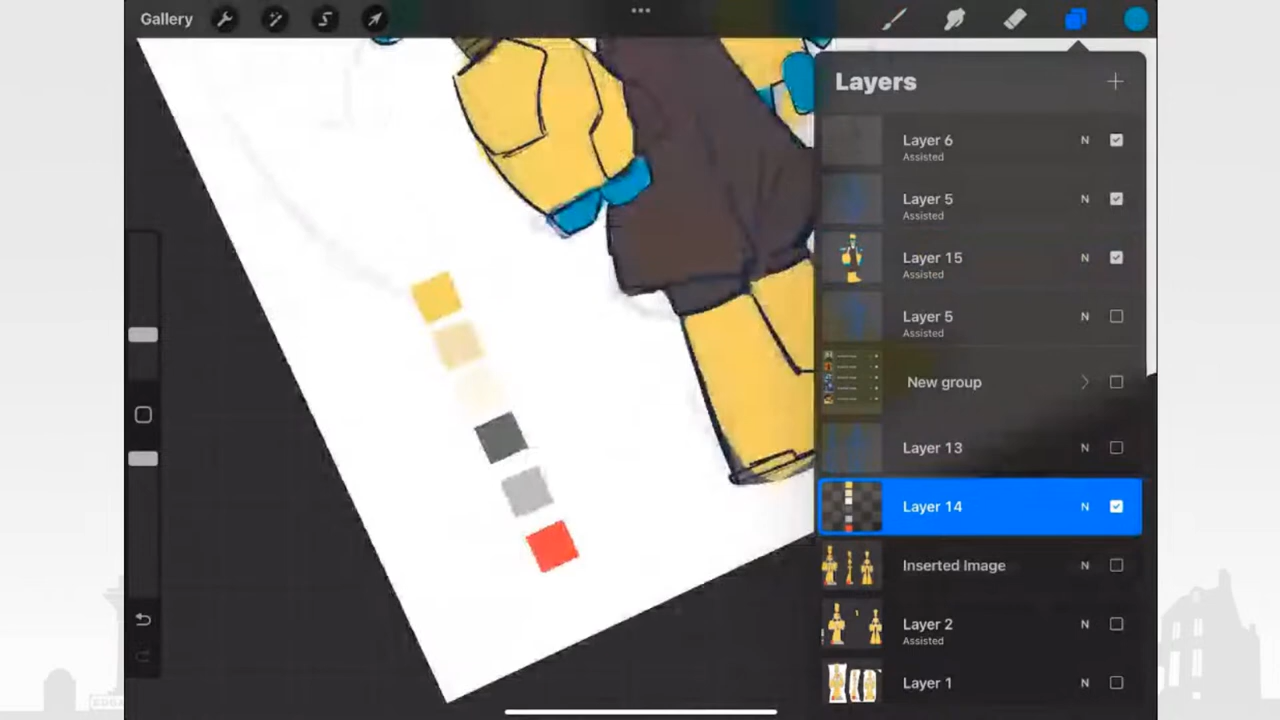 Gallery
Layers
Layer 6
N
Assisted
Layer 5
N
Assisted
Layer 15
N
Assisted
Layer 5
N
Assisted
New group
Layer 13
N
Layer 14
N
Inserted Image
N
Layer 2
N
Assisted
Layer 1
N